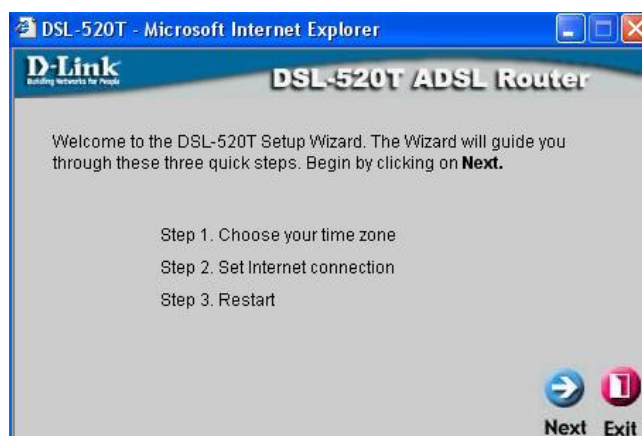 DSL-520T - Microsoft Internet Explorer
D-Link
Building Networks for People
DSL-520T ADSL Router
Welcome to the DSL-520T Setup Wizard. The Wizard will guide you
through these three quick steps. Begin by clicking on Next.
Step 1. Choose your time zone
Step 2. Set Internet connection
Step 3. Restart
Next Exit